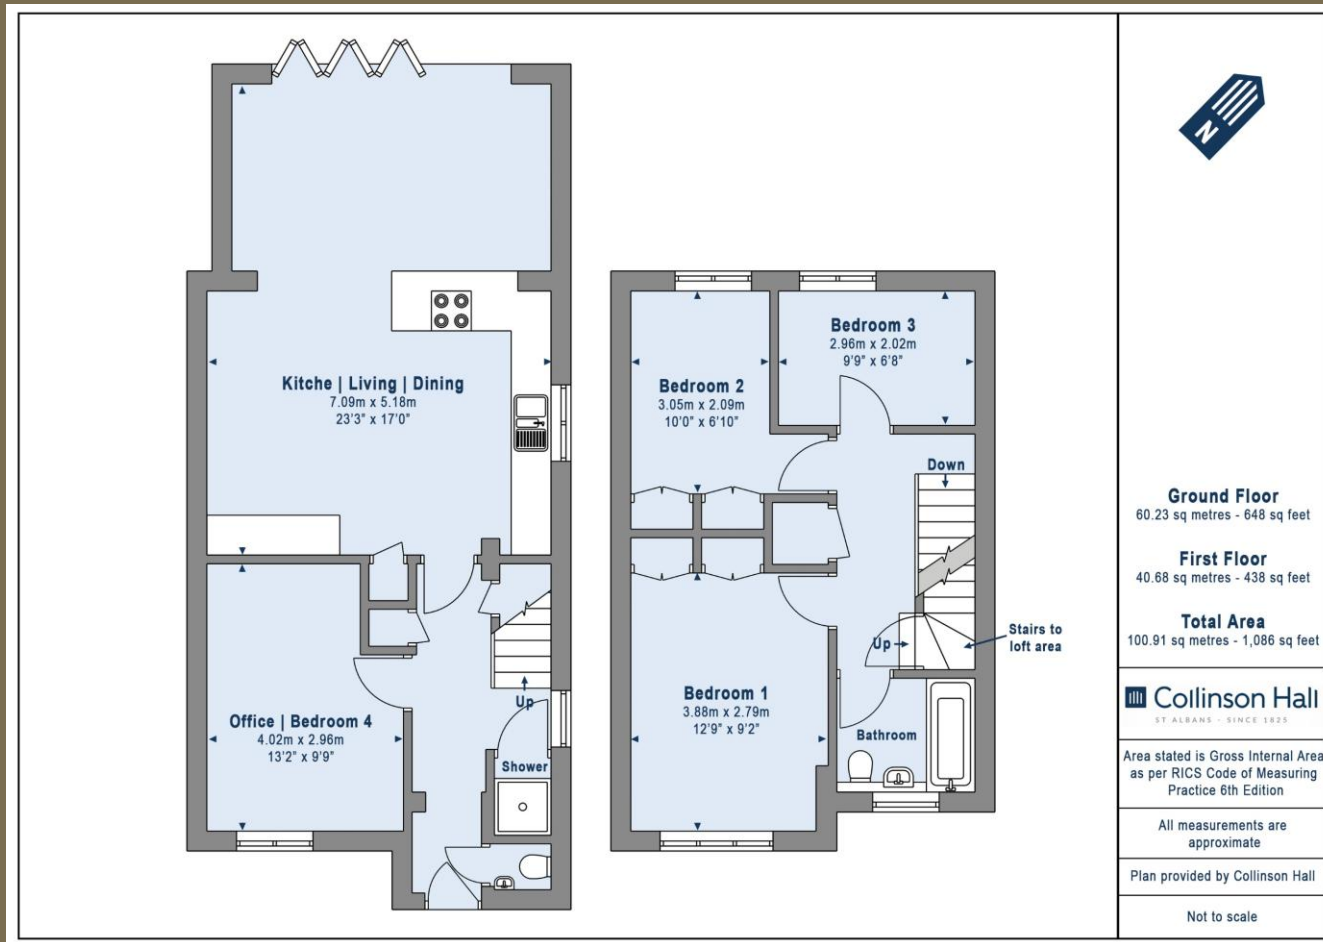 Kitche | Living | Dining
7.09m x 5.18m
23'3" x 17'0"
Office | Bedroom 4
4.02m x 2.96m
13'2" x 9'9"
Up
Shower
Bedroom 2
3.05m x 2.09m
10'0" x 6'10"
Bedroom 3
2.96m x 2.02m
9'9" x 6'8"
Down
Up
Stairs to
loft area
Bedroom 1
3.88m x 2.79m
12'9" x 9'2"
Bathroom
N
Ground Floor
60.23 sq metres - 648 sq feet
First Floor
40.68 sq metres - 438 sq feet
Total Area
100.91 sq metres - 1,086 sq feet
Collinson Hall
ST ALBANS - SINCE 1825
Area stated is Gross Internal Area
as per RICS Code of Measuring
Practice 6th Edition
All measurements are
approximate
Plan provided by Collinson Hall
Not to scale